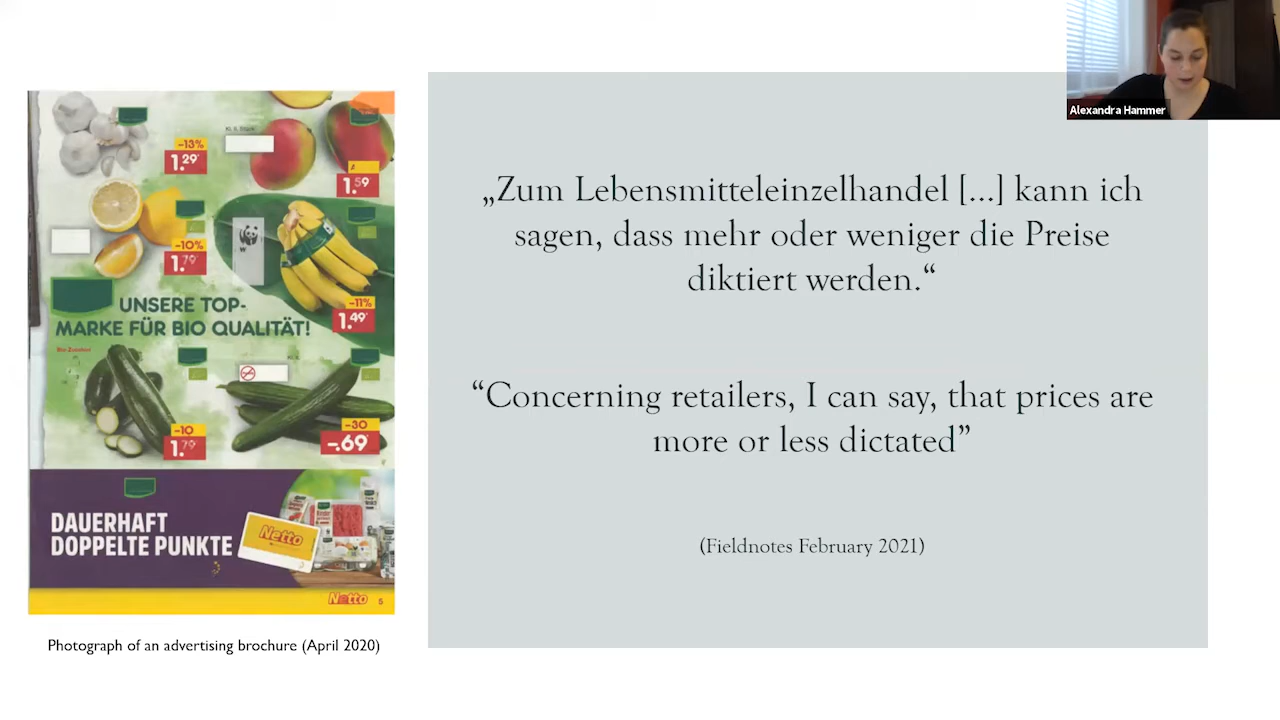 Alexandra Hammer
-13%
1.29*
1.59
-10%
1.79*
W
-11%
1.49*
UNSERE TOP-
MARKE FÜR BIO QUALITÄT!
Bio Zucchini
-10
1.79*
-30
-.69*
DAUERHAFT
DOPPELTE PUNKTE
Netto
Netto
5
Photograph of an advertising brochure (April 2020)
„Zum Lebensmitteleinzelhandel [...] kann ich
sagen, dass mehr oder weniger die Preise
diktiert werden.“
“Concerning retailers, I can say, that prices are
more or less dictated”
(Fieldnotes February 2021)